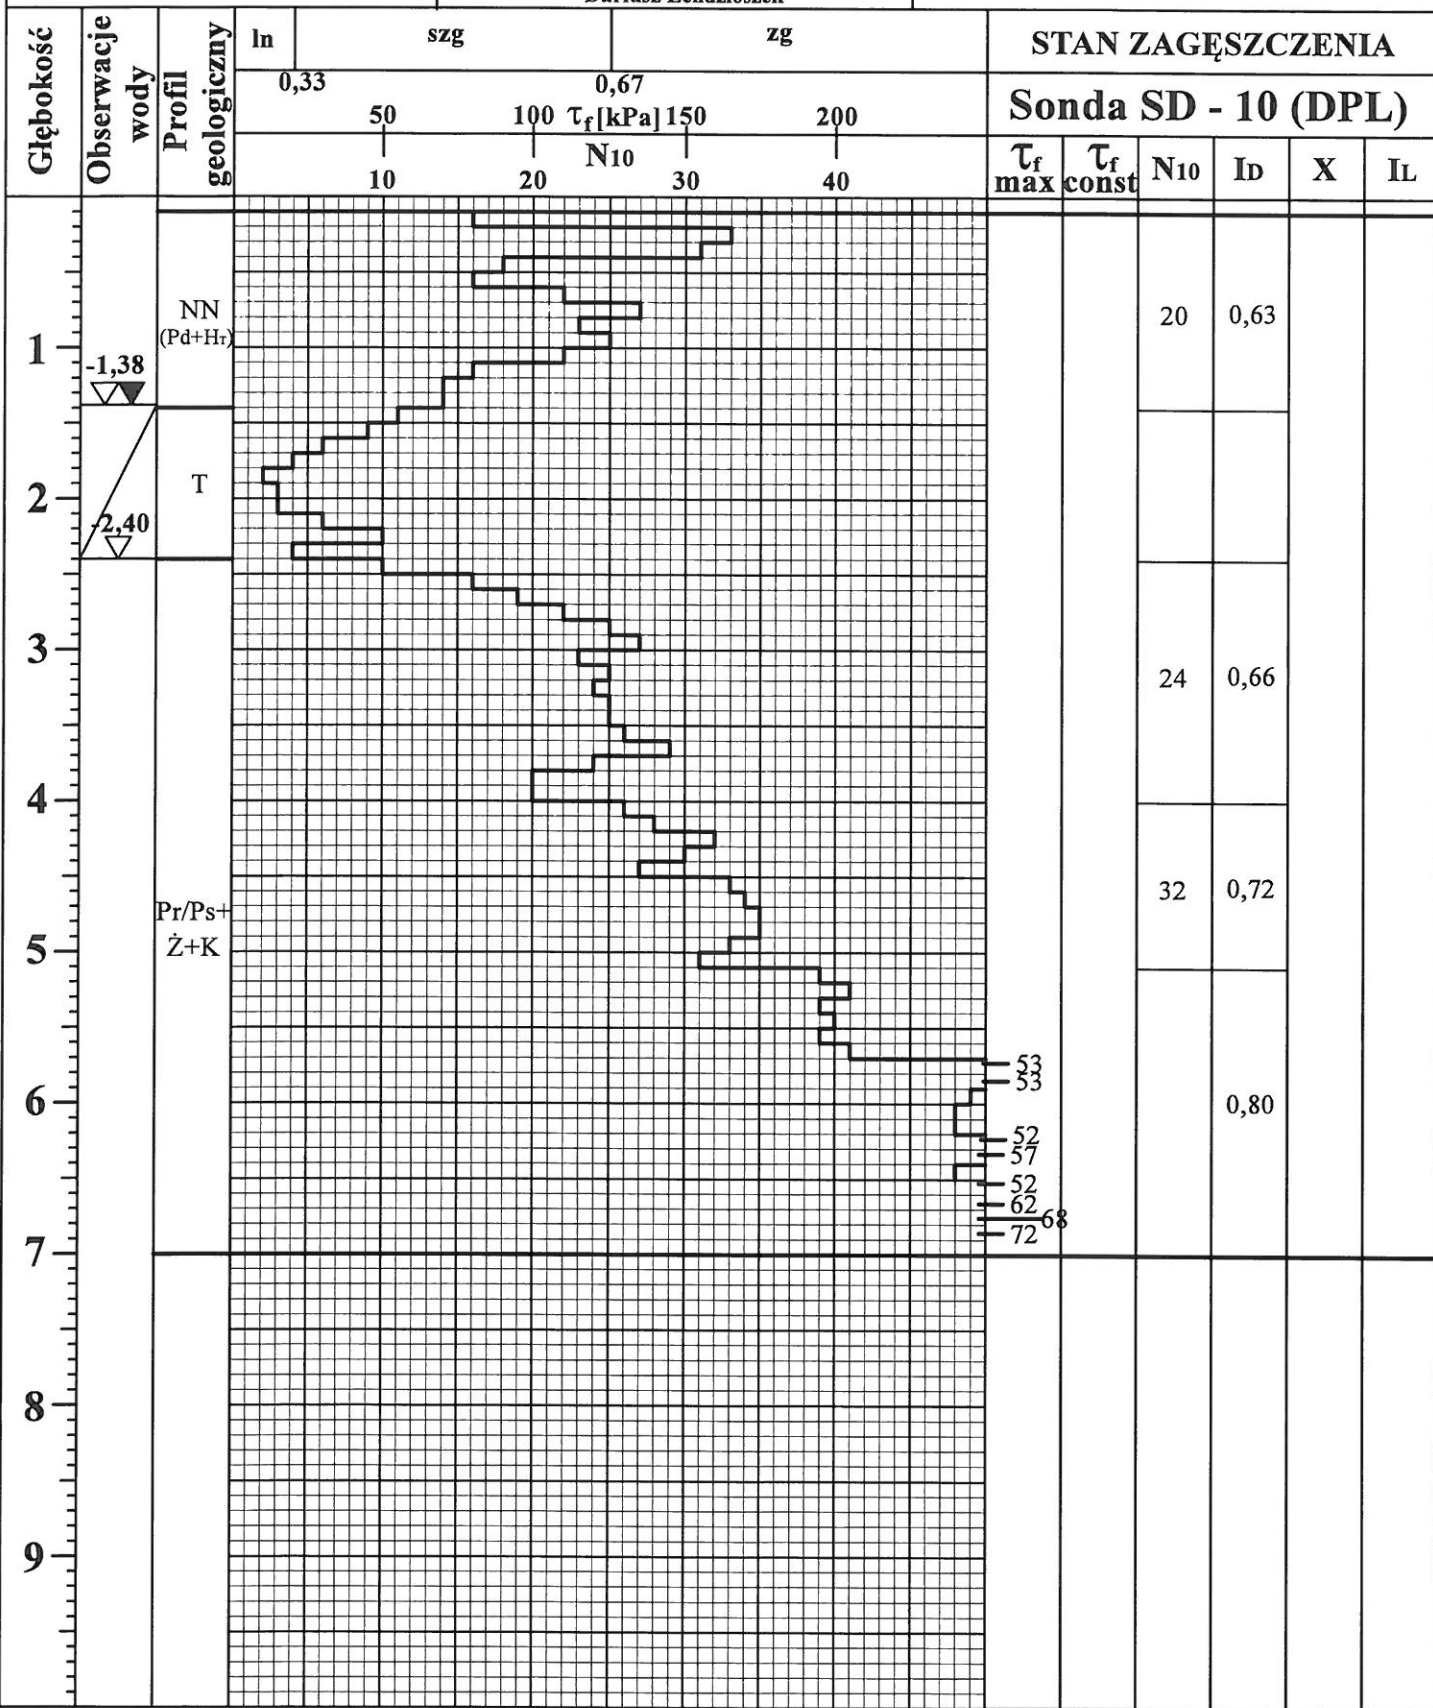 Głębokość
Obserwacje
wody
Profil
geologiczny
ln szg zg
0,33 0,67
50 100 τf[kPa] 150 200
N10
10 20 30 40
STAN ZAGĘSZCZENIA
Sonda SD - 10 (DPL)
τf max τf const N10 ID X IL
NN
(Pd+Hr)
20 0,63
1
-1,38
T
2
-2,40
3
24 0,66
4
32 0,72
Pr/Ps+
Ż+K
5
53
53
6
0,80
52
57
52
62
68
72
7
8
9